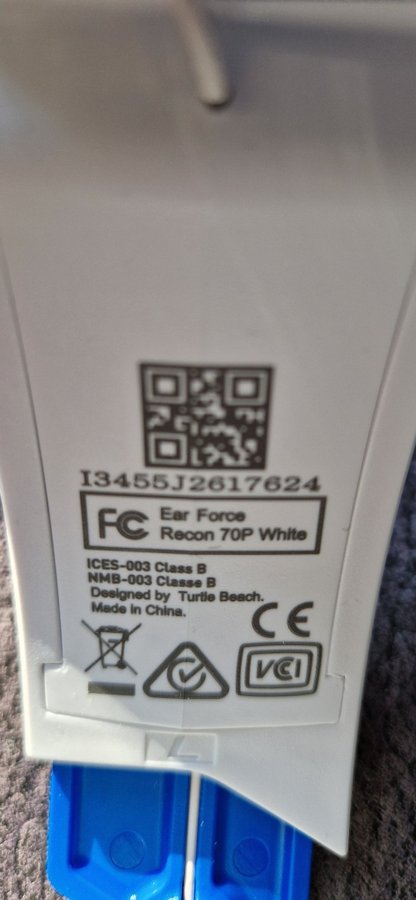 I3455J2617624
FC Ear Force
Recon 70P White
ICES-003 Class B
NMB-003 Classe B
Designed by Turtle Beach.
Made in China.
CE
VCI